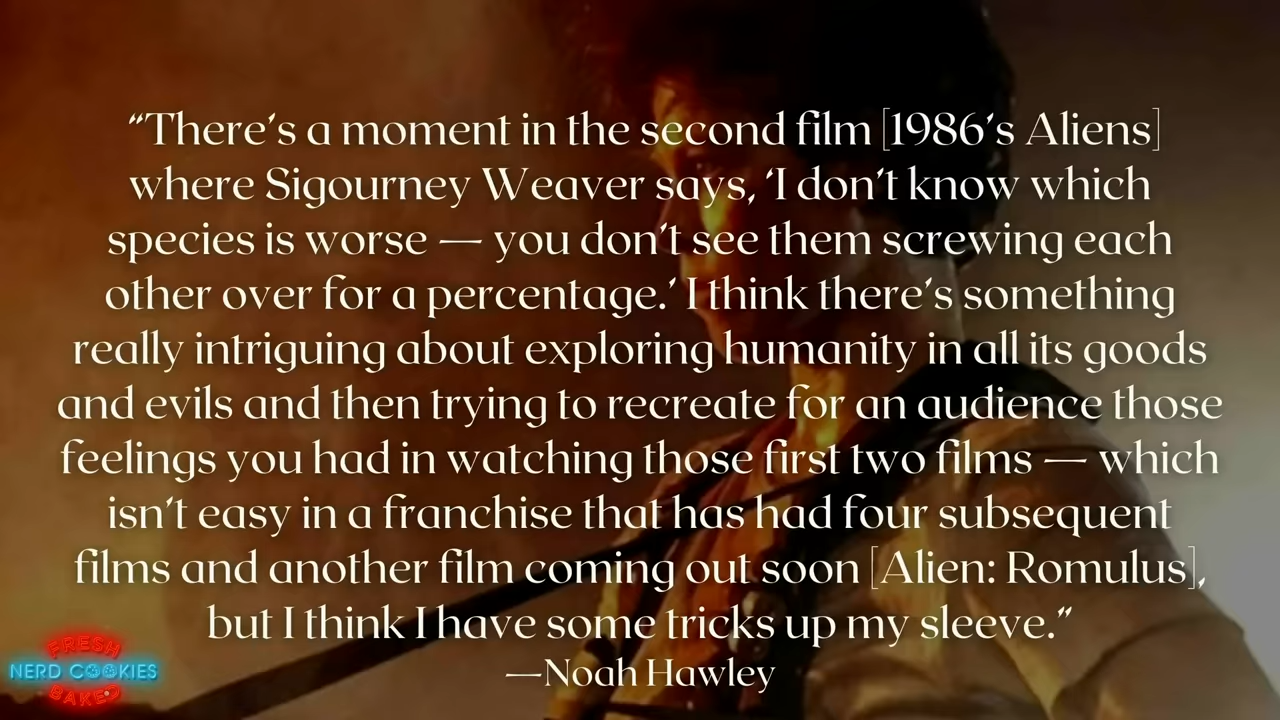 “There’s a moment in the second film [1986’s Aliens]
where Sigourney Weaver says, ‘I don’t know which
species is worse — you don’t see them screwing each
other over for a percentage.’ I think there’s something
really intriguing about exploring humanity in all its goods
and evils and then trying to recreate for an audience those
feelings you had in watching those first two films — which
isn’t easy in a franchise that has had four subsequent
films and another film coming out soon [Alien: Romulus],
but I think I have some tricks up my sleeve.”
—Noah Hawley
FRESH
NERD COOKIES
BAKED